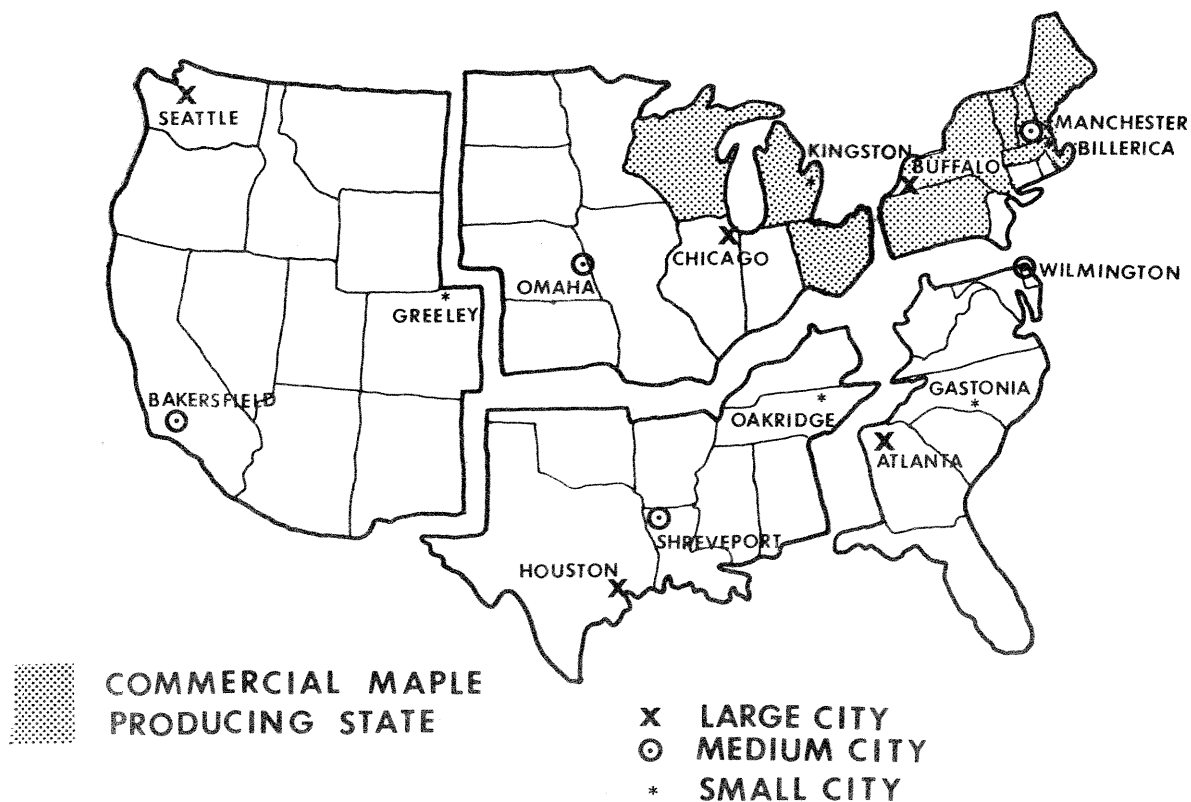 SEATTLE
MANCHESTER
BILLERICA
KINGSTON
BUFFALO
CHICAGO
WILMINGTON
OMAHA
GREELEY
BAKERSFIELD
GASTONIA
OAKRIDGE
ATLANTA
SHREVEPORT
HOUSTON
COMMERCIAL MAPLE
PRODUCING STATE
X LARGE CITY
⊙ MEDIUM CITY
* SMALL CITY